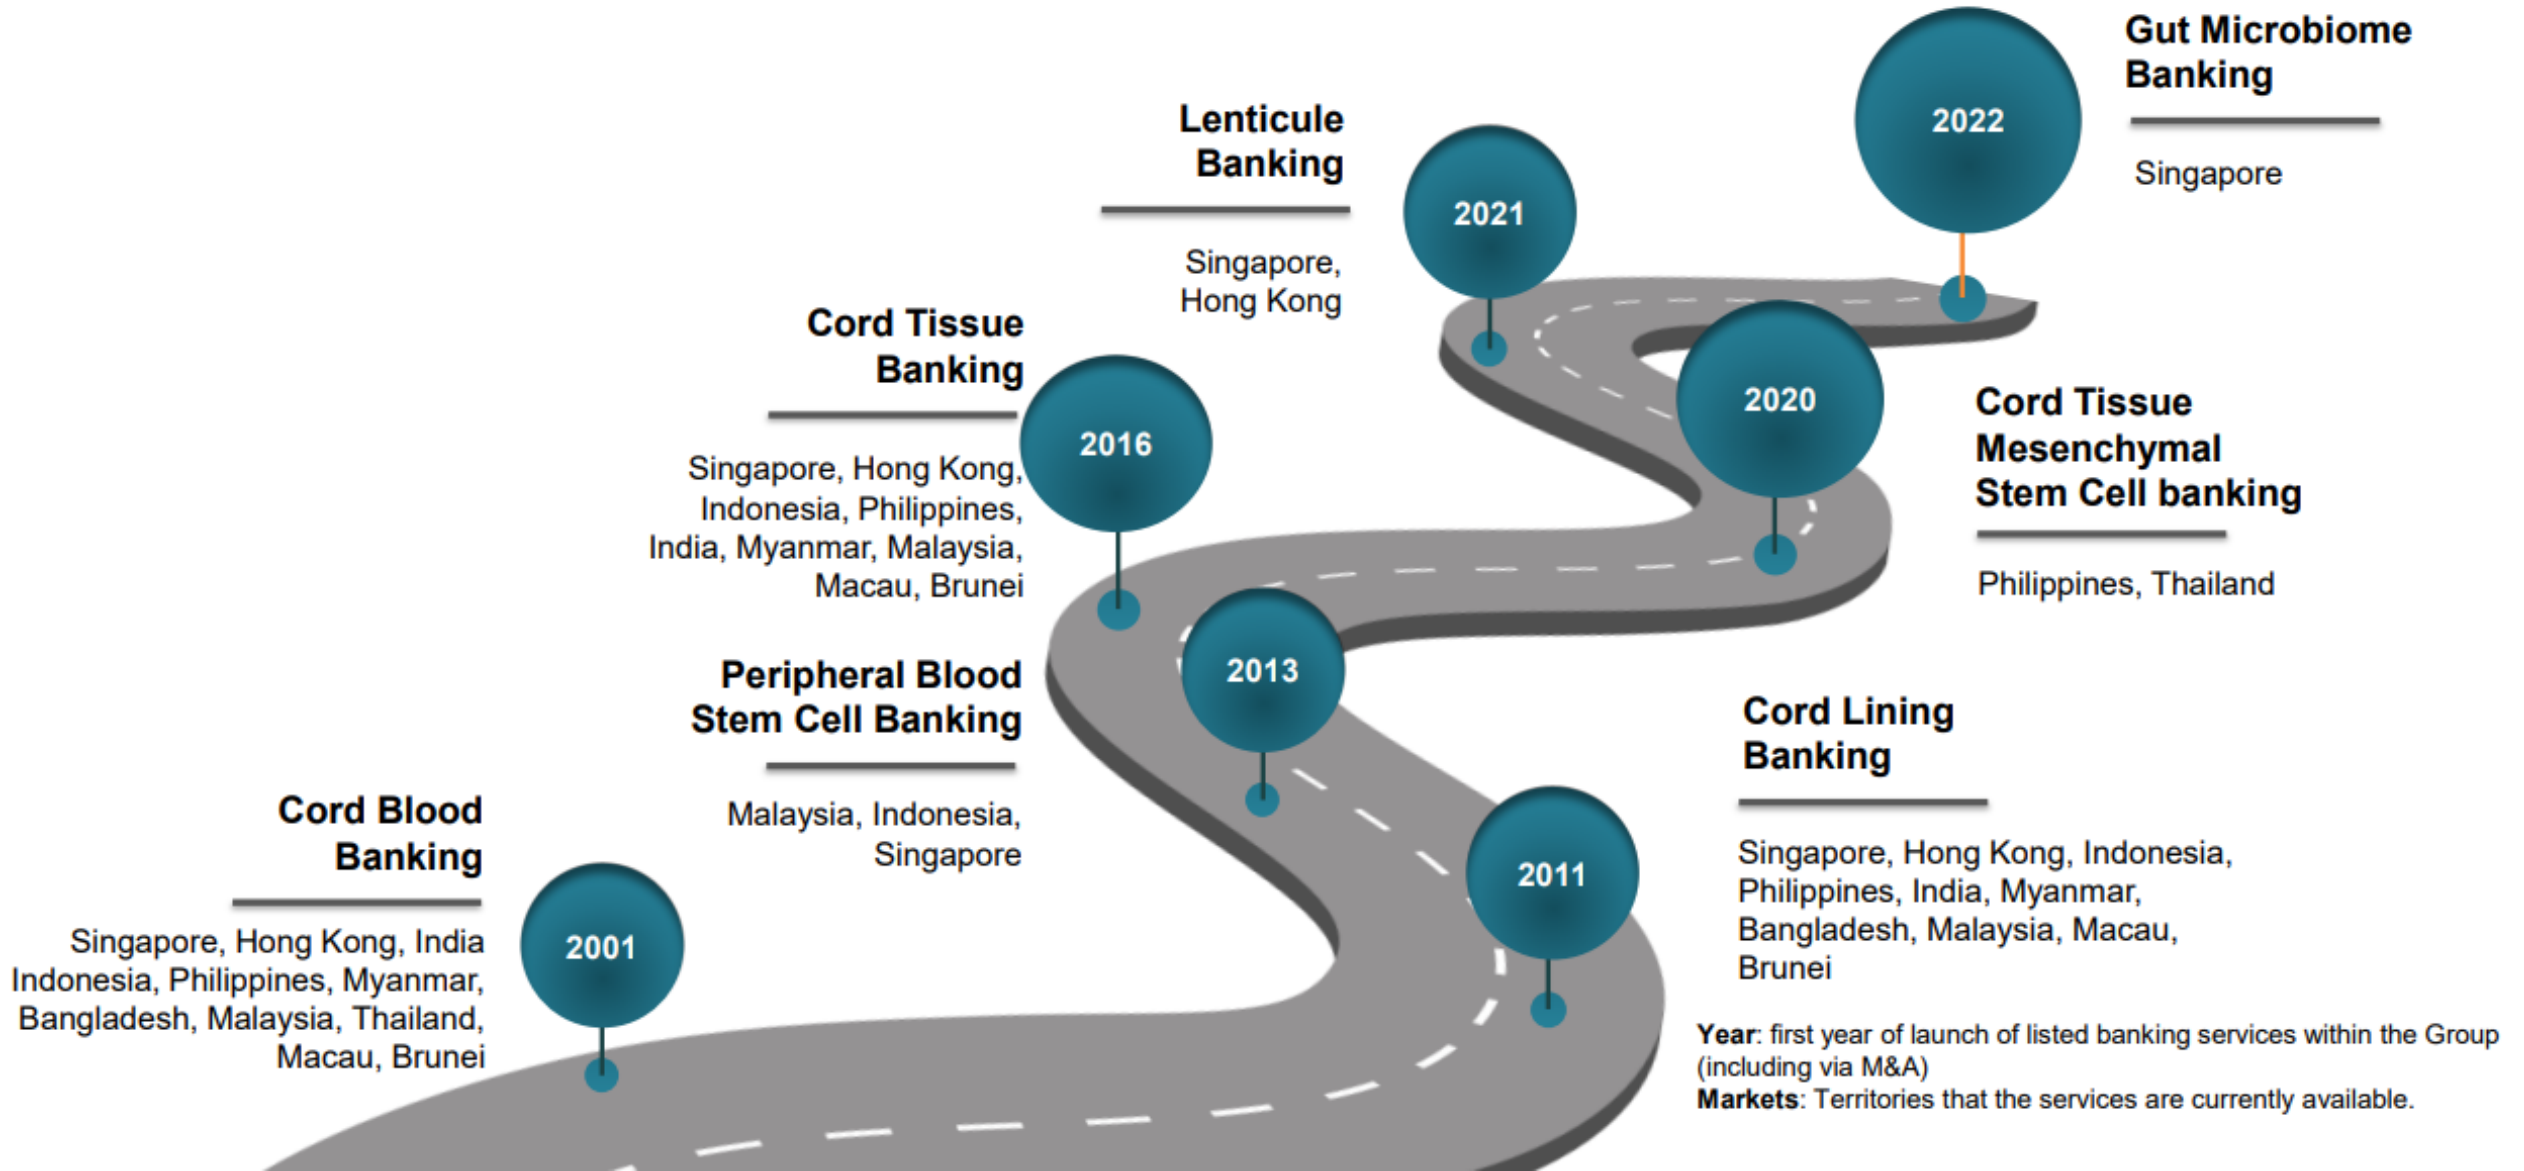 Gut Microbiome
Banking
2022
Singapore
Lenticule
Banking
2021
Singapore,
Hong Kong
Cord Tissue
Banking
2016
Singapore, Hong Kong,
Indonesia, Philippines,
India, Myanmar, Malaysia,
Macau, Brunei
2020
Cord Tissue
Mesenchymal
Stem Cell banking
Philippines, Thailand
Peripheral Blood
Stem Cell Banking
2013
Malaysia, Indonesia,
Singapore
Cord Lining
Banking
2011
Singapore, Hong Kong, Indonesia,
Philippines, India, Myanmar,
Bangladesh, Malaysia, Macau,
Brunei
Cord Blood
Banking
2001
Singapore, Hong Kong, India
Indonesia, Philippines, Myanmar,
Bangladesh, Malaysia, Thailand,
Macau, Brunei
Year: first year of launch of listed banking services within the Group
(including via M&A)
Markets: Territories that the services are currently available.